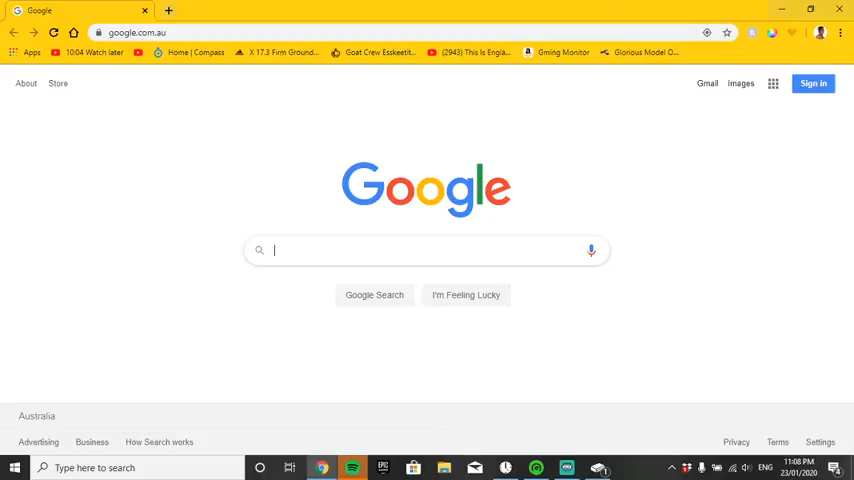 Google
google.com.au
Apps
10:04 Watch later
Home | Compass
X 17.3 Firm Ground...
Goat Crew Esskeetit...
(2943) This Is Engla...
Gming Monitor
Glorious Model O...
About
Store
Gmail
Images
Sign in
Google
Google Search
I'm Feeling Lucky
Australia
Advertising
Business
How Search works
Privacy
Terms
Settings
Type here to search
EPIC
ENG
11:08 PM
23/01/2020
1
4